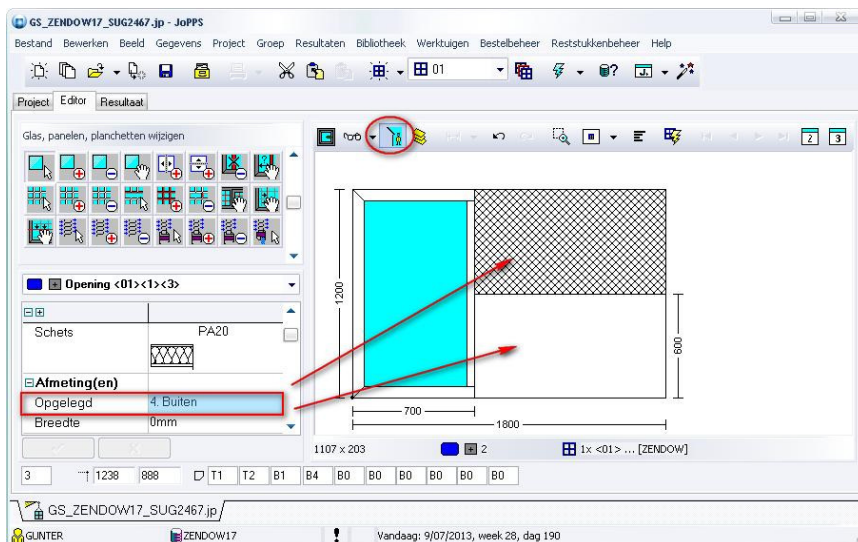 GS_ZENDOW17_SUG2467.jp - JoPPS
Bestand Bewerken Beeld Gegevens Project Groep Resultaten Bibliotheek Werktuigen Bestelbeheer Reststukkenbeheer Help
01
Project Editor Resultaat
Glas, panelen, planchetten wijzigen
2 3
Opening <01><1><3>
Schets PA20
Afmeting(en)
Opgelegd 4. Buiten
Breedte 0mm
1200
600
700
1800
1107 x 203 2 1x <01> ... [ZENDOW]
3 1238 888 T1 T2 B1 B4 B0 B0 B0 B0 B0 B0
GS_ZENDOW17_SUG2467.jp
GUNTER ZENDOW17 Vandaag: 9/07/2013, week 28, dag 190